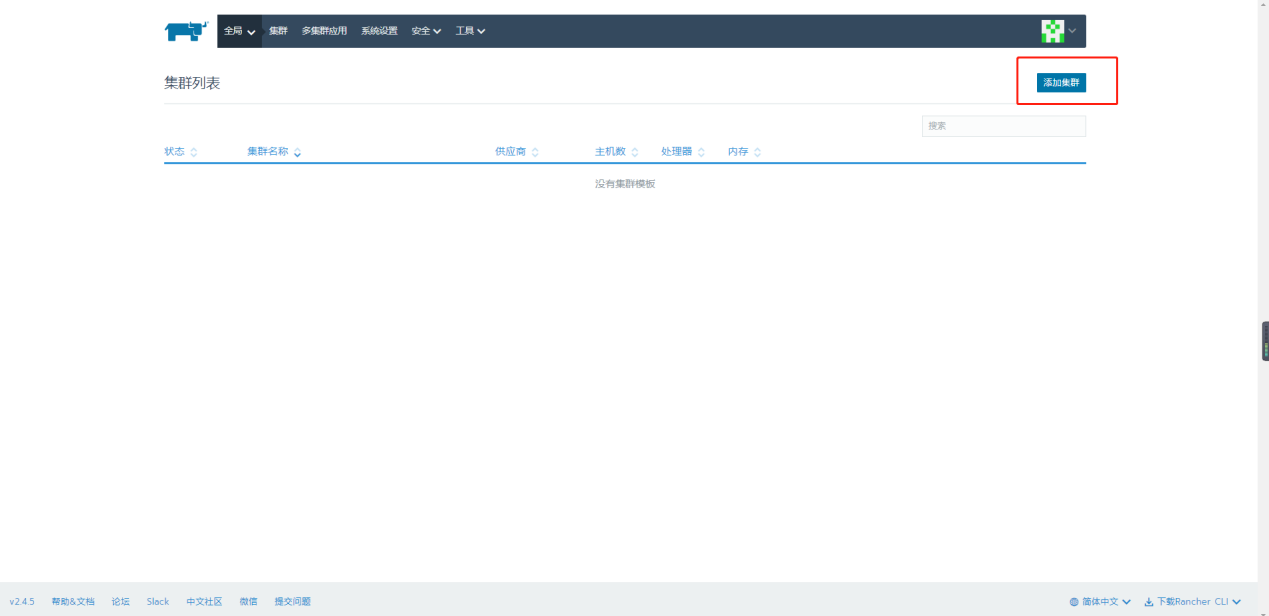 全局 集群 多集群应用 系统设置 安全 工具
集群列表 添加集群
搜索
状态 集群名称 供应商 主机数 处理器 内存
没有集群模板
v2.4.5 帮助&文档 论坛 Slack 中文社区 微信 提交问题 简体中文 下载Rancher CLI